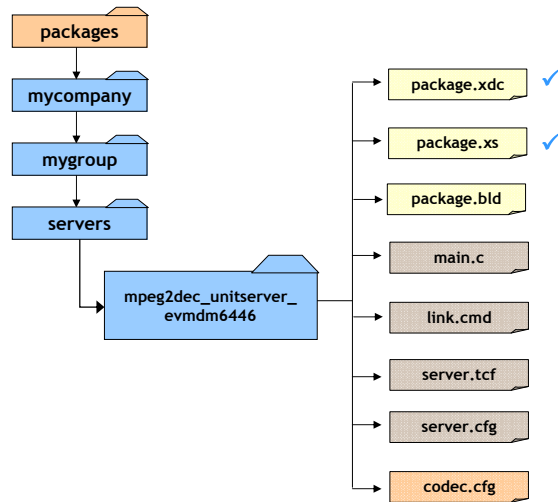 packages
mycompany
mygroup
servers
mpeg2dec_unitserver_
evmdm6446
package.xdc
package.xs
package.bld
main.c
link.cmd
server.tcf
server.cfg
codec.cfg